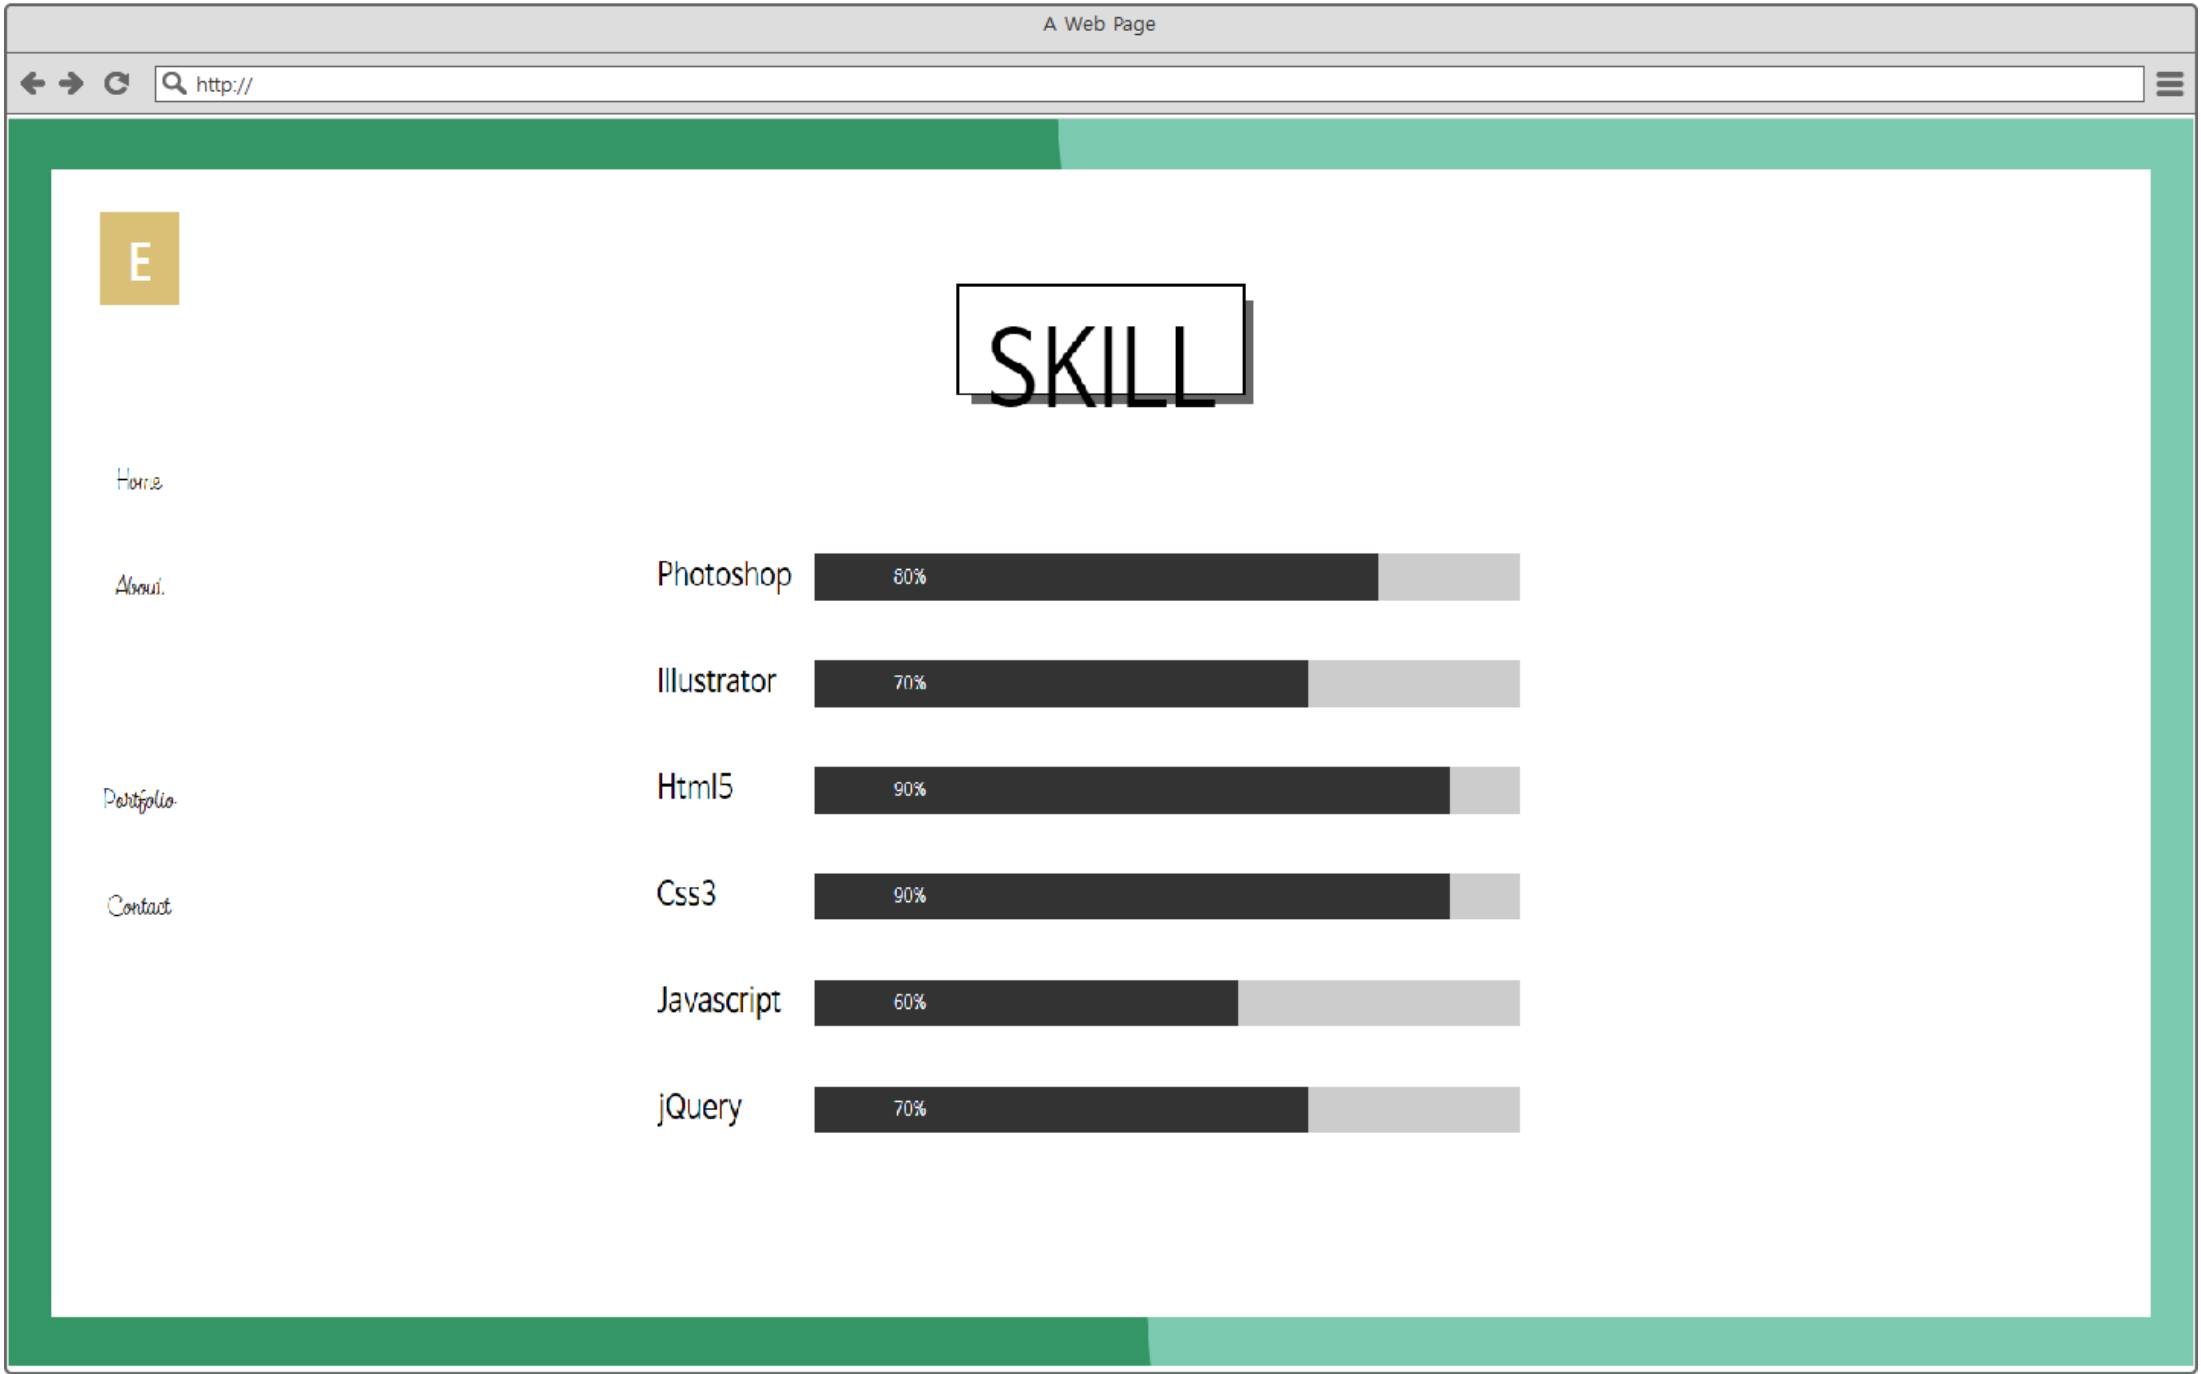 A Web Page
http://
E
SKILL
Home
About
Portfolio
Contact
Photoshop 80%
Illustrator 70%
Html5 90%
Css3 90%
Javascript 60%
jQuery 70%